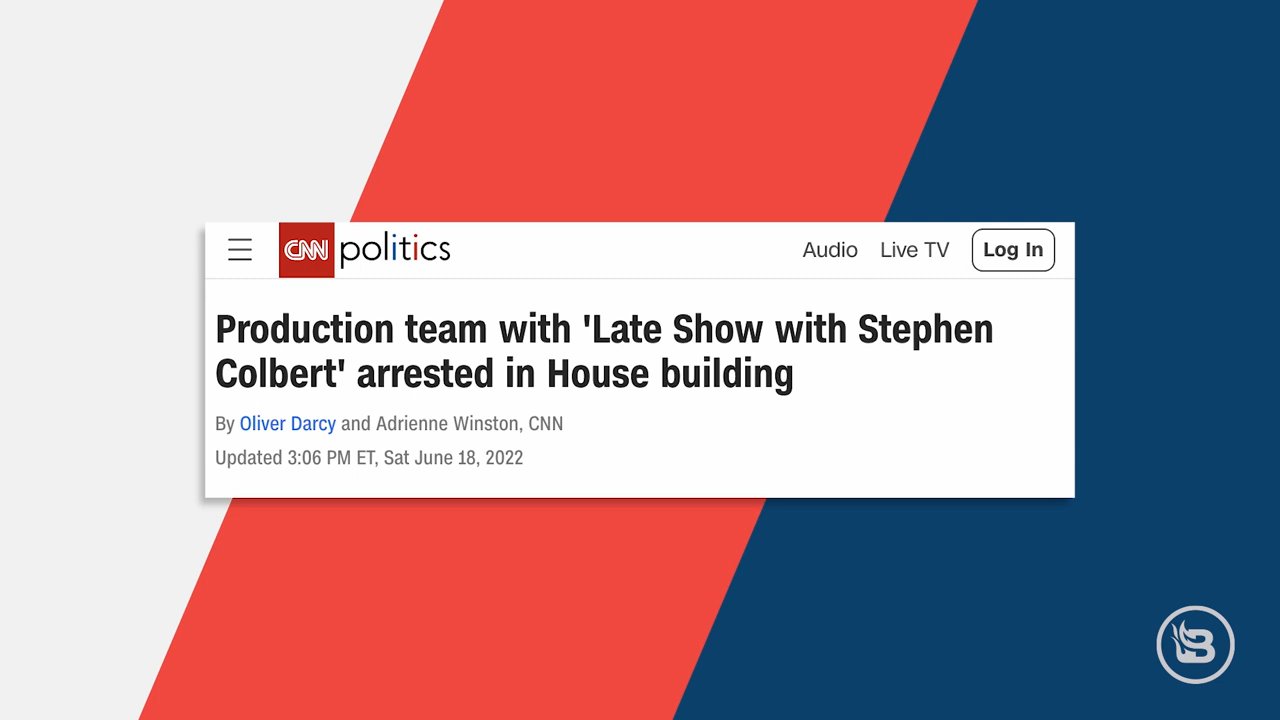 CNN politics Audio Live TV Log In
Production team with 'Late Show with Stephen
Colbert' arrested in House building
By Oliver Darcy and Adrienne Winston, CNN
Updated 3:06 PM ET, Sat June 18, 2022
B